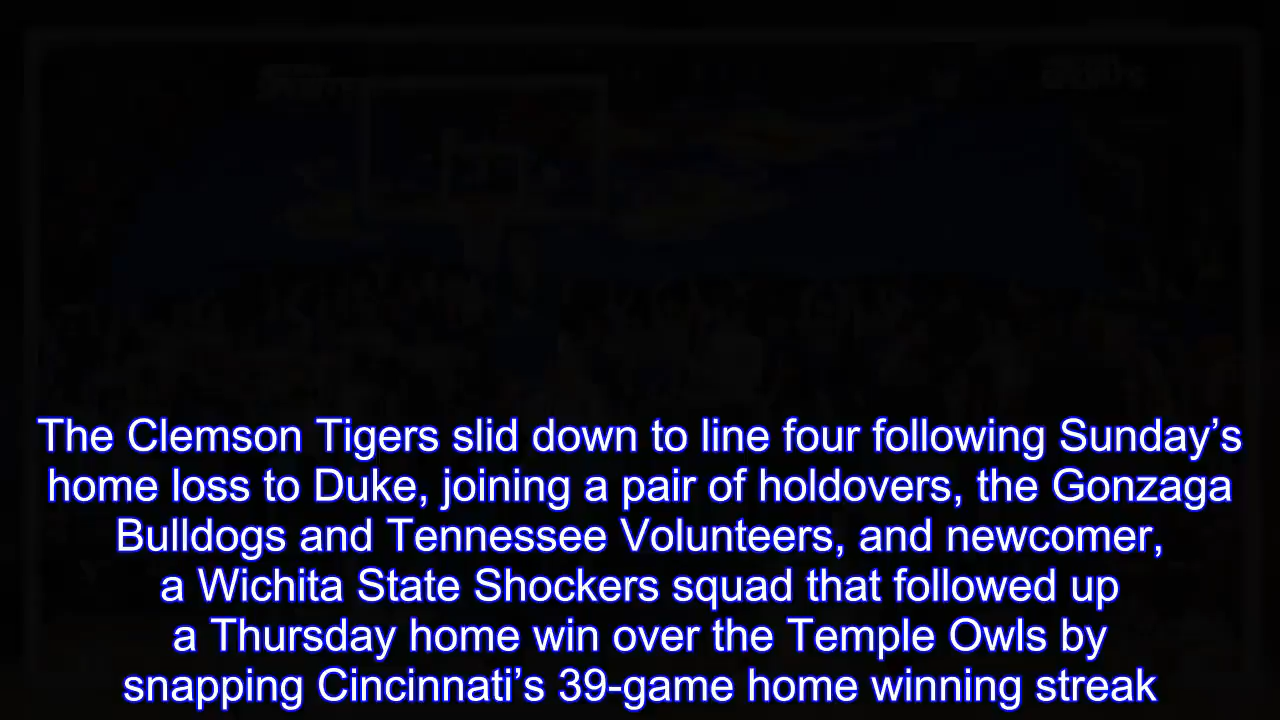 The Clemson Tigers slid down to line four following Sunday’s
home loss to Duke, joining a pair of holdovers, the Gonzaga
Bulldogs and Tennessee Volunteers, and newcomer,
a Wichita State Shockers squad that followed up
a Thursday home win over the Temple Owls by
snapping Cincinnati’s 39-game home winning streak